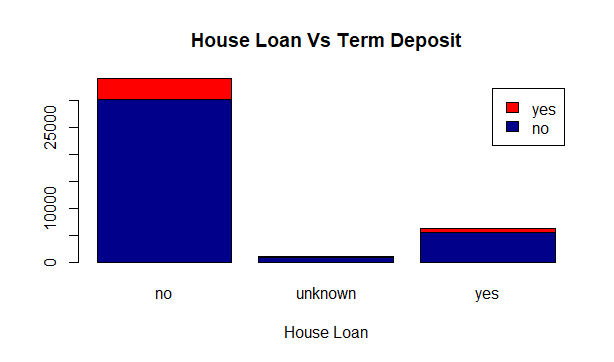 House Loan Vs Term Deposit
yes
no
25000
10000
0
no unknown yes
House Loan